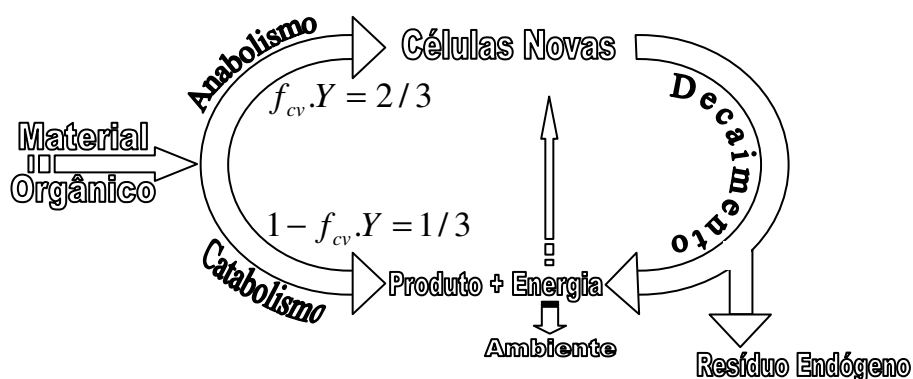 Anabolismo
Células Novas
f_cv.Y = 2/3
Decaimento
Material
Orgânico
1 − f_cv.Y = 1/3
Catabolismo
Produto + Energia
Ambiente
Resíduo Endógeno